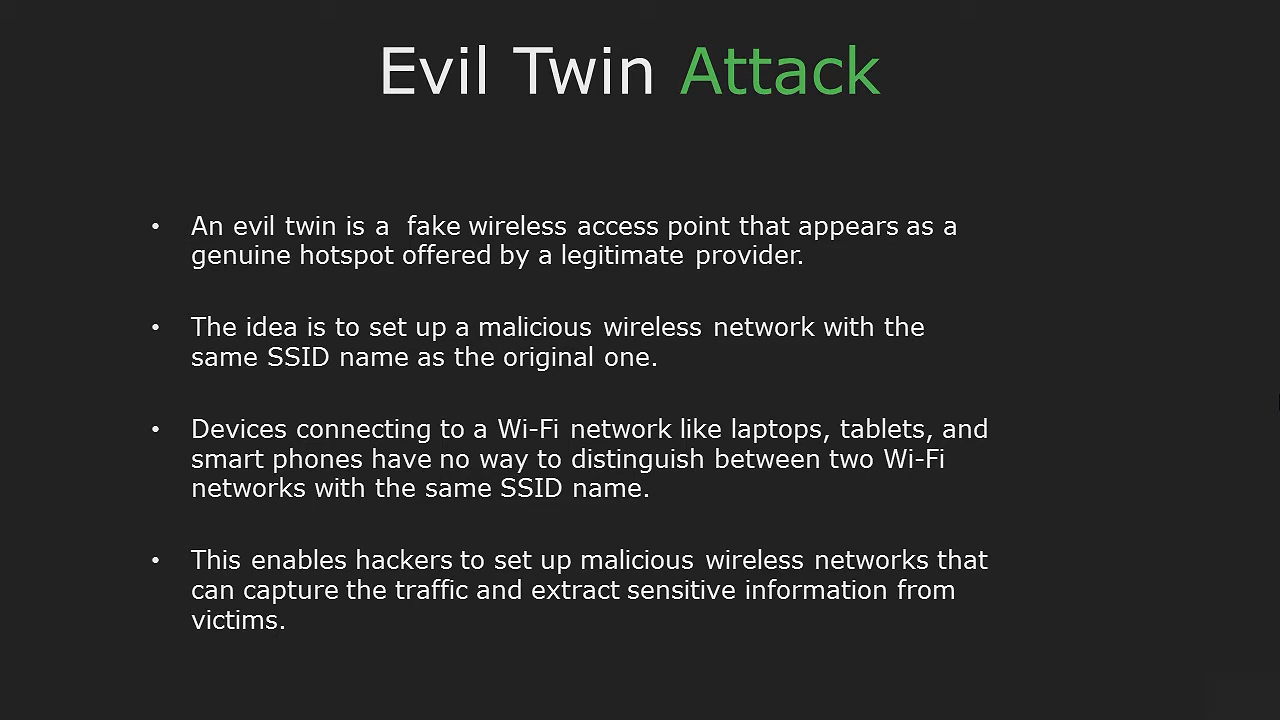 Evil Twin Attack
• An evil twin is a  fake wireless access point that appears as a
genuine hotspot offered by a legitimate provider.
• The idea is to set up a malicious wireless network with the
same SSID name as the original one.
• Devices connecting to a Wi-Fi network like laptops, tablets, and
smart phones have no way to distinguish between two Wi-Fi
networks with the same SSID name.
• This enables hackers to set up malicious wireless networks that
can capture the traffic and extract sensitive information from
victims.